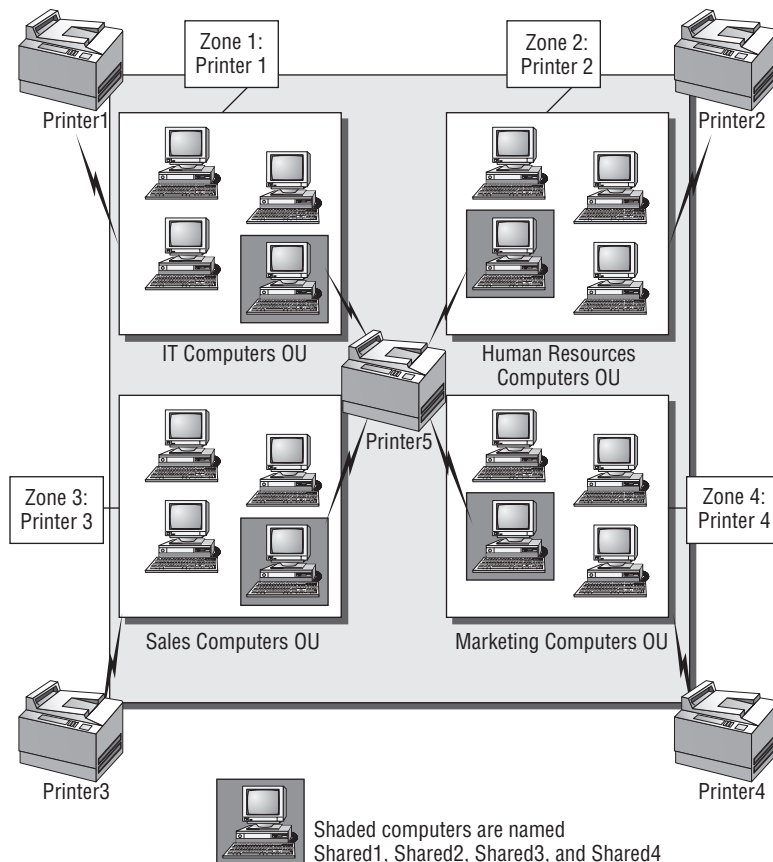 Zone 1:
Printer 1
Zone 2:
Printer 2
Printer1
Printer2
IT Computers OU
Human Resources
Computers OU
Printer5
Zone 3:
Printer 3
Zone 4:
Printer 4
Sales Computers OU
Marketing Computers OU
Printer3
Printer4
Shaded computers are named
Shared1, Shared2, Shared3, and Shared4